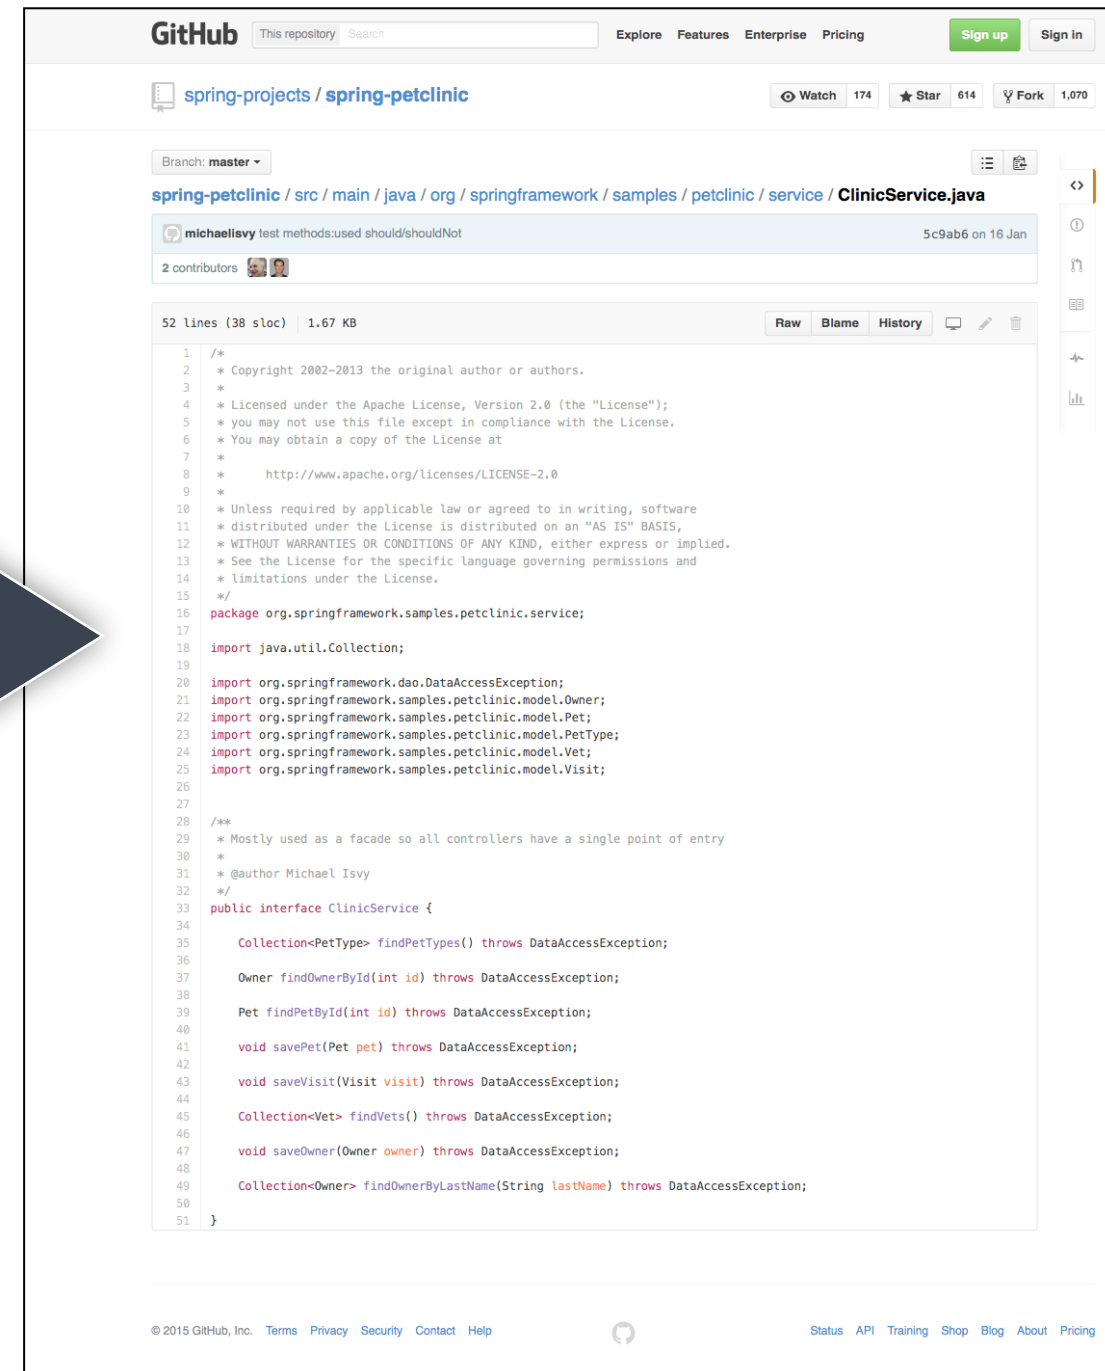 GitHub This repository Search Explore Features Enterprise Pricing Sign up Sign in
spring-projects / spring-petclinic Watch 174 Star 614 Fork 1,070
Branch: master
spring-petclinic / src / main / java / org / springframework / samples / petclinic / service / ClinicService.java
michaelisvy test methods:used should/shouldNot 5c9ab6 on 16 Jan
2 contributors
52 lines (38 sloc) 1.67 KB Raw Blame History
1 /*
2 * Copyright 2002-2013 the original author or authors.
3 *
4 * Licensed under the Apache License, Version 2.0 (the "License");
5 * you may not use this file except in compliance with the License.
6 * You may obtain a copy of the License at
7 *
8 * http://www.apache.org/licenses/LICENSE-2.0
9 *
10 * Unless required by applicable law or agreed to in writing, software
11 * distributed under the License is distributed on an "AS IS" BASIS,
12 * WITHOUT WARRANTIES OR CONDITIONS OF ANY KIND, either express or implied.
13 * See the License for the specific language governing permissions and
14 * limitations under the License.
15 */
16 package org.springframework.samples.petclinic.service;
17
18 import java.util.Collection;
19
20 import org.springframework.dao.DataAccessException;
21 import org.springframework.samples.petclinic.model.Owner;
22 import org.springframework.samples.petclinic.model.Pet;
23 import org.springframework.samples.petclinic.model.PetType;
24 import org.springframework.samples.petclinic.model.Vet;
25 import org.springframework.samples.petclinic.model.Visit;
26
27
28 /**
29 * Mostly used as a facade so all controllers have a single point of entry
30 *
31 * @author Michael Isvy
32 */
33 public interface ClinicService {
34
35 Collection<PetType> findPetTypes() throws DataAccessException;
36
37 Owner findOwnerById(int id) throws DataAccessException;
38
39 Pet findPetById(int id) throws DataAccessException;
40
41 void savePet(Pet pet) throws DataAccessException;
42
43 void saveVisit(Visit visit) throws DataAccessException;
44
45 Collection<Vet> findVets() throws DataAccessException;
46
47 void saveOwner(Owner owner) throws DataAccessException;
48
49 Collection<Owner> findOwnerByLastName(String lastName) throws DataAccessException;
50
51 }
© 2015 GitHub, Inc. Terms Privacy Security Contact Help Status API Training Shop Blog About Pricing